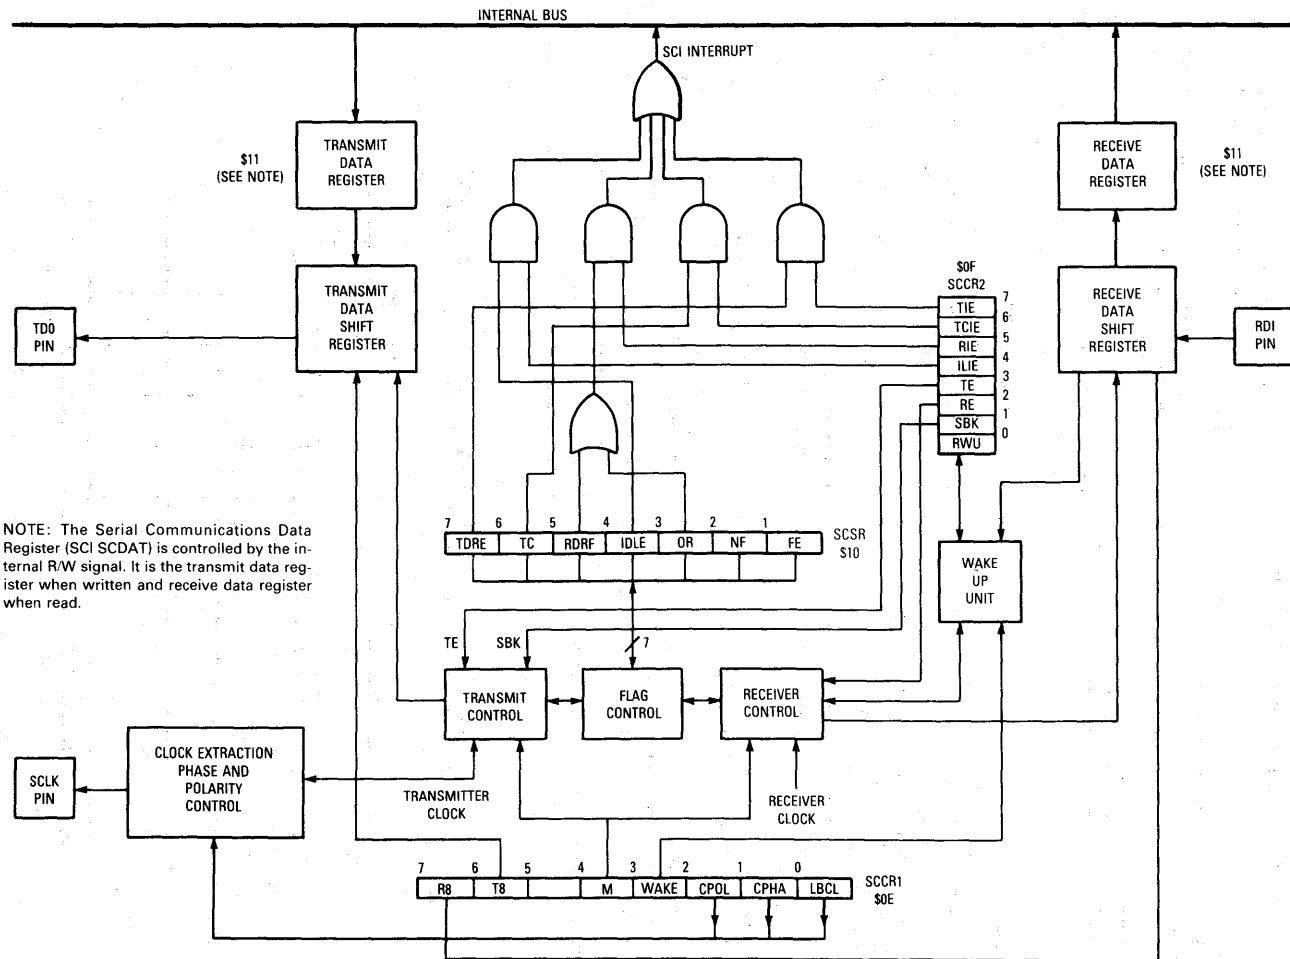 INTERNAL BUS
SCI INTERRUPT
$11
(SEE NOTE)
TRANSMIT
DATA
REGISTER
RECEIVE
DATA
REGISTER
$11
(SEE NOTE)
TRANSMIT
DATA
SHIFT
REGISTER
TD0
PIN
$0F
SCCR2
7
TIE
6
TCIE
5
RIE
4
ILIE
3
TE
2
RE
1
SBK
0
RWU
RECEIVE
DATA
SHIFT
REGISTER
RDI
PIN
NOTE: The Serial Communications Data
Register (SCI SCDAT) is controlled by the in-
ternal R/W signal. It is the transmit data reg-
ister when written and receive data register
when read.
7 6 5 4 3 2 1
TDRE TC RDRF IDLE OR NF FE
SCSR
$10
WAKE
UP
UNIT
TE SBK 7
TRANSMIT
CONTROL
FLAG
CONTROL
RECEIVER
CONTROL
CLOCK EXTRACTION
PHASE AND
POLARITY
CONTROL
SCLK
PIN
TRANSMITTER
CLOCK
RECEIVER
CLOCK
7 6 5 4 3 2 1 0
R8 T8 M WAKE CPOL CPHA LBCL
SCCR1
$0E